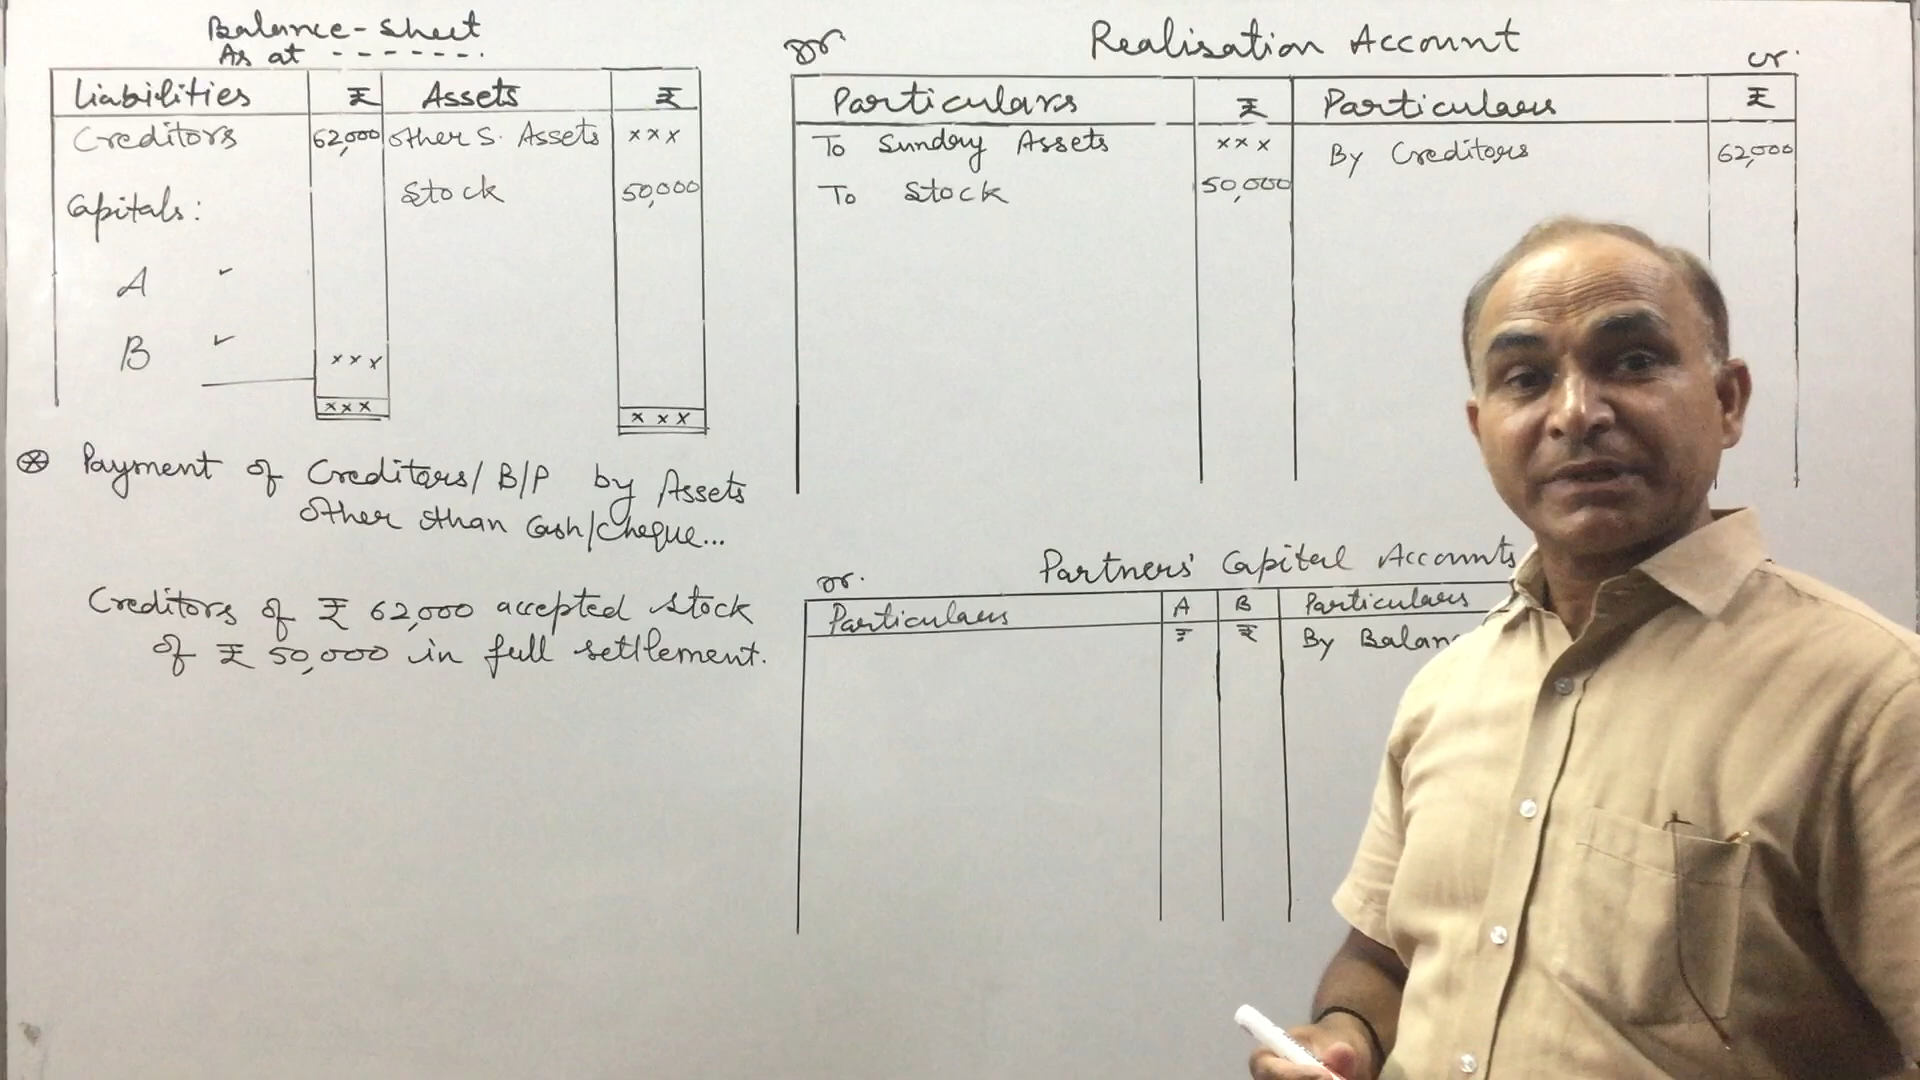 Balance-Sheet
As at - - - - - - -.
Liabilities ₹ Assets ₹
Creditors 62,000 other S. Assets xxx
Stock 50,000
Capitals:
A ✓
B ✓ xxx
xxx xxx
⊛ Payment of Creditors/B/P by Assets
other than Cash/Cheque...
Creditors of ₹ 62,000 accepted stock
of ₹ 50,000 in full settlement.
Dr. Realisation Account Cr.
Particulars ₹ Particulars ₹
To Sunday Assets xxx By Creditors 62,000
To Stock 50,000
Dr. Partners' Capital Accounts
Particulars A B Particulars
₹ ₹ By Balan